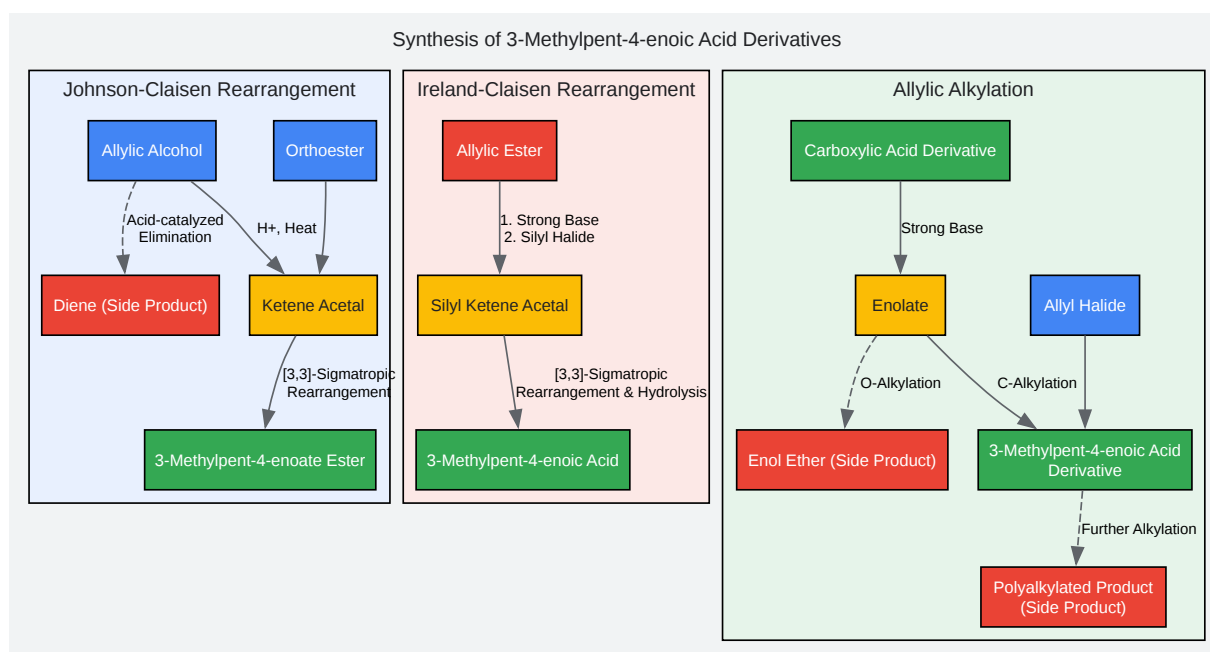 Synthesis of 3-Methylpent-4-enoic Acid Derivatives
Johnson-Claisen Rearrangement
Allylic Alcohol
Orthoester
Acid-catalyzed
Elimination
H+, Heat
Diene (Side Product)
Ketene Acetal
[3,3]-Sigmatropic
Rearrangement
3-Methylpent-4-enoate Ester
Ireland-Claisen Rearrangement
Allylic Ester
1. Strong Base
2. Silyl Halide
Silyl Ketene Acetal
[3,3]-Sigmatropic
Rearrangement & Hydrolysis
3-Methylpent-4-enoic Acid
Allylic Alkylation
Carboxylic Acid Derivative
Strong Base
Enolate
Allyl Halide
O-Alkylation
C-Alkylation
Enol Ether (Side Product)
3-Methylpent-4-enoic Acid
Derivative
Further Alkylation
Polyalkylated Product
(Side Product)